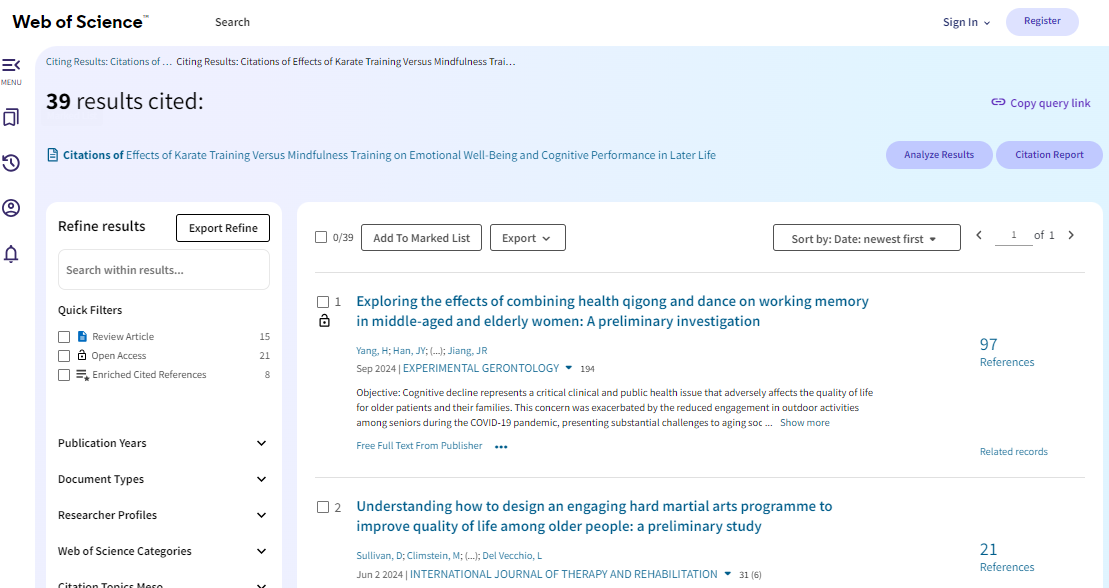 Web of Science™
Search
Sign In
Register
MENU
Citing Results: Citations of ... Citing Results: Citations of Effects of Karate Training Versus Mindfulness Trai...
39 results cited:
Copy query link
Citations of Effects of Karate Training Versus Mindfulness Training on Emotional Well-Being and Cognitive Performance in Later Life
Analyze Results
Citation Report
Refine results
Export Refine
Search within results...
Quick Filters
Review Article 15
Open Access 21
Enriched Cited References 8
Publication Years
Document Types
Researcher Profiles
Web of Science Categories
Citation Topics Meso
0/39
Add To Marked List
Export
Sort by: Date: newest first
1 of 1
1
Exploring the effects of combining health qigong and dance on working memory
in middle-aged and elderly women: A preliminary investigation
Yang, H; Han, JY; (...); Jiang, JR
Sep 2024 | EXPERIMENTAL GERONTOLOGY 194
Objective: Cognitive decline represents a critical clinical and public health issue that adversely affects the quality of life
for older patients and their families. This concern was exacerbated by the reduced engagement in outdoor activities
among seniors during the COVID-19 pandemic, presenting substantial challenges to aging soc ... Show more
Free Full Text From Publisher
97
References
Related records
2
Understanding how to design an engaging hard martial arts programme to
improve quality of life among older people: a preliminary study
Sullivan, D; Climstein, M; (...); Del Vecchio, L
Jun 2 2024 | INTERNATIONAL JOURNAL OF THERAPY AND REHABILITATION 31 (6)
21
References